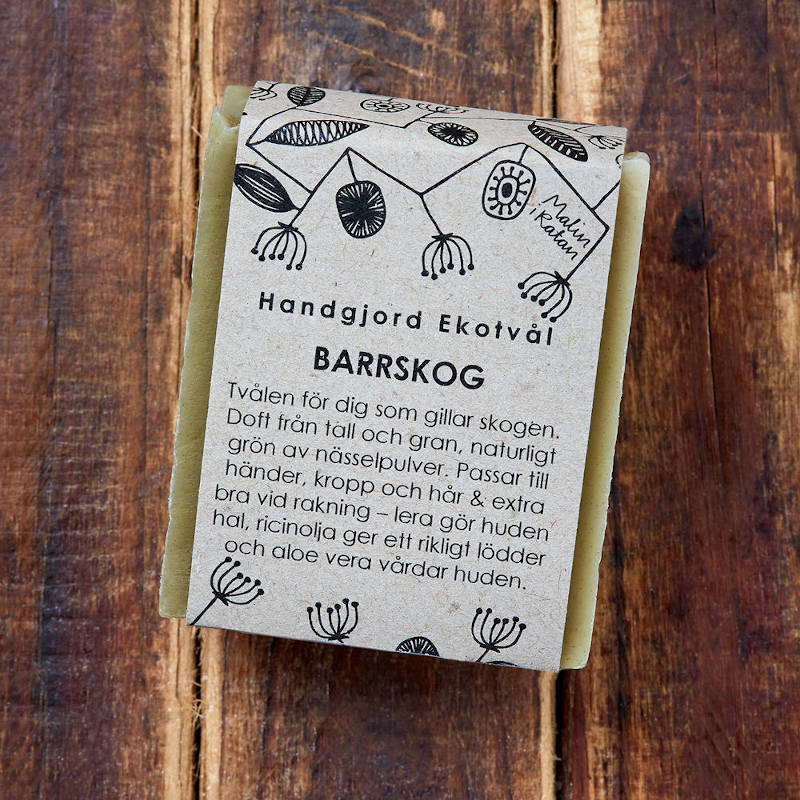 Malin
i Ratan
Handgjord Ekotvål
BARRSKOG
Tvålen för dig som gillar skogen.
Doft från tall och gran, naturligt
grön av nässelpulver. Passar till
händer, kropp och hår & extra
bra vid rakning – lera gör huden
hal, ricinolja ger ett rikligt lödder
och aloe vera vårdar huden.